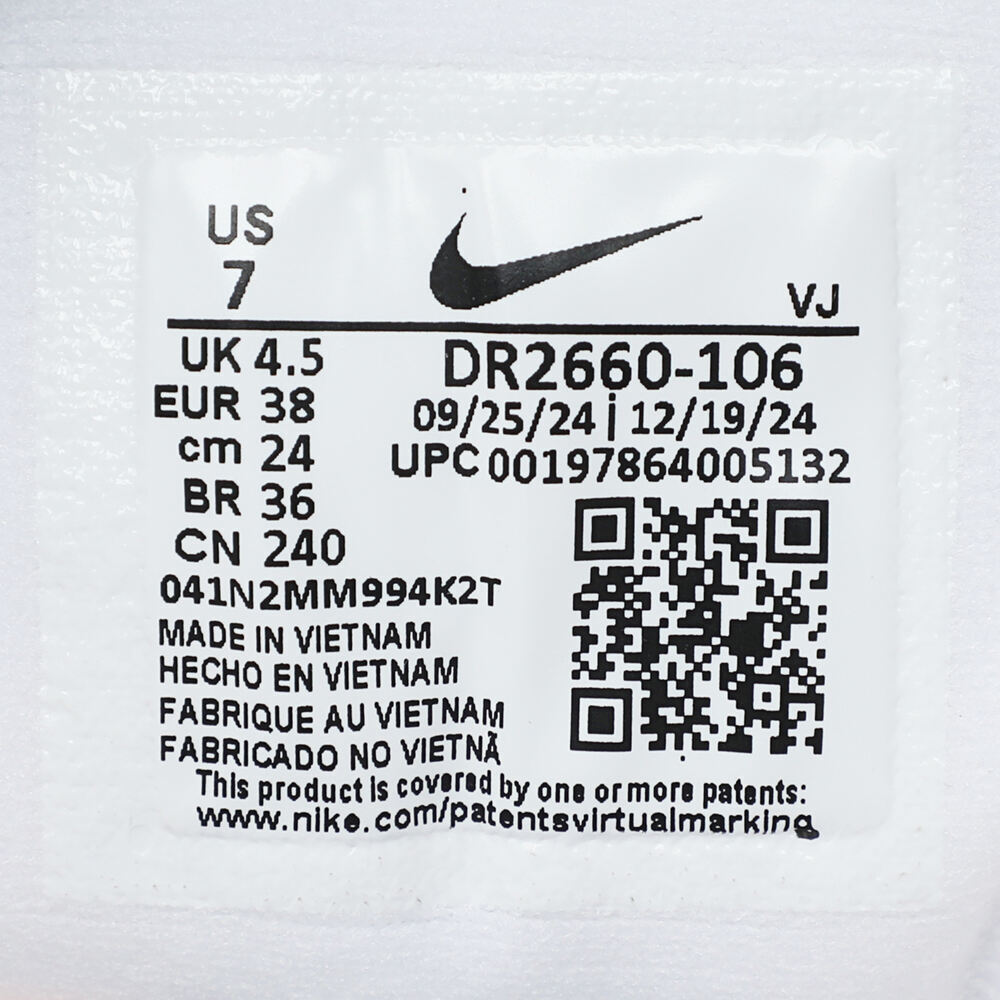 US
7
VJ
UK 4.5
EUR 38
cm 24
BR 36
CN 240
DR2660-106
09/25/24 | 12/19/24
UPC 00197864005132
041N2MM994K2T
MADE IN VIETNAM
HECHO EN VIETNAM
FABRIQUE AU VIETNAM
FABRICADO NO VIETNÃ
This product is covered by one or more patents:
www.nike.com/patentsvirtualmarking